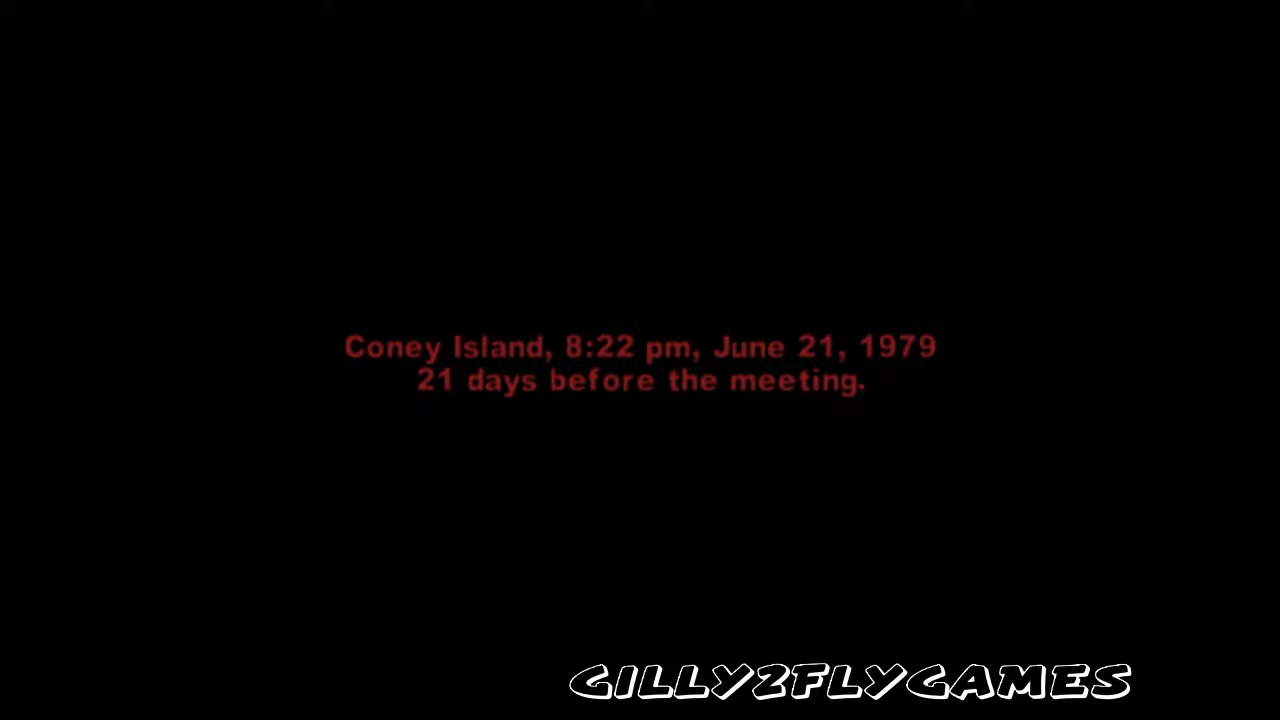 Coney Island, 8:22 pm, June 21, 1979
21 days before the meeting.
GILLY2FLYGAMES